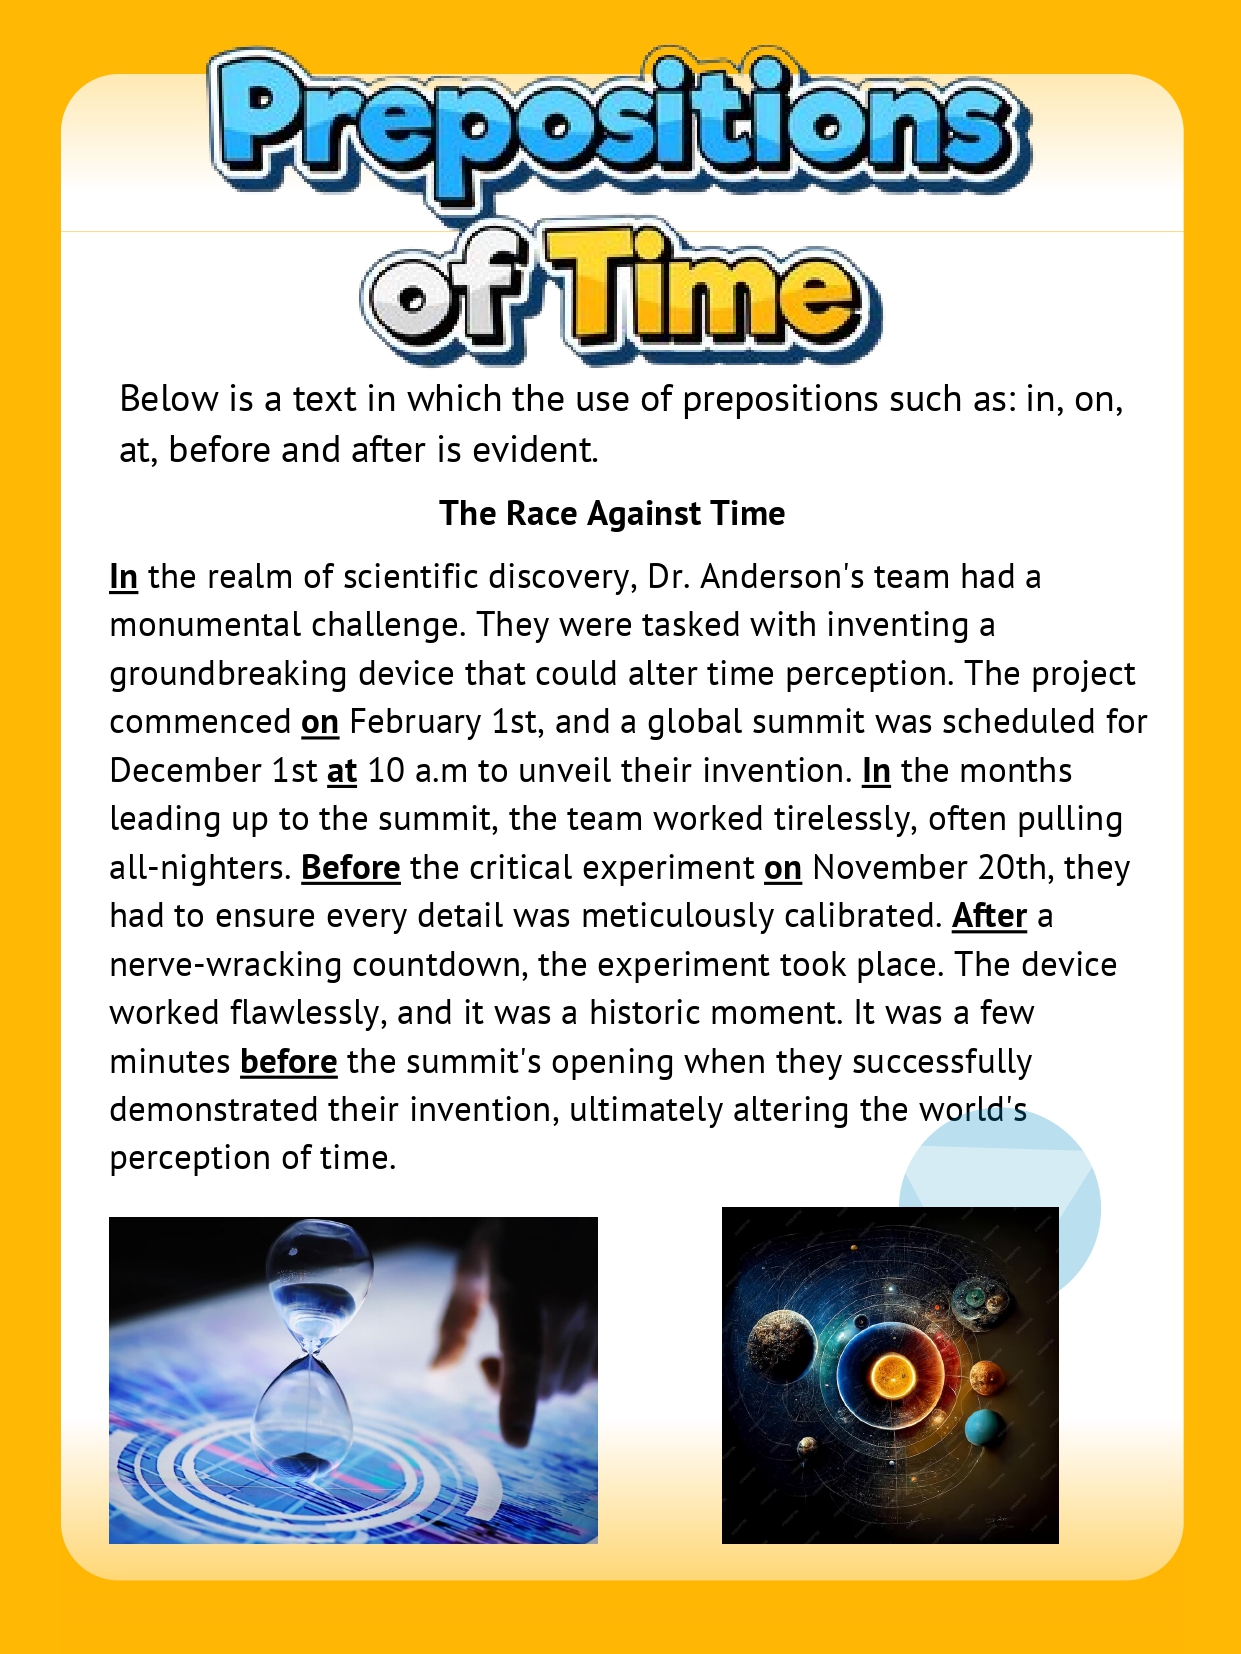 Prepositions
of Time
Below is a text in which the use of prepositions such as: in, on,
at, before and after is evident.
The Race Against Time
In the realm of scientific discovery, Dr. Anderson's team had a
monumental challenge. They were tasked with inventing a
groundbreaking device that could alter time perception. The project
commenced on February 1st, and a global summit was scheduled for
December 1st at 10 a.m to unveil their invention. In the months
leading up to the summit, the team worked tirelessly, often pulling
all-nighters. Before the critical experiment on November 20th, they
had to ensure every detail was meticulously calibrated. After a
nerve-wracking countdown, the experiment took place. The device
worked flawlessly, and it was a historic moment. It was a few
minutes before the summit's opening when they successfully
demonstrated their invention, ultimately altering the world's
perception of time.